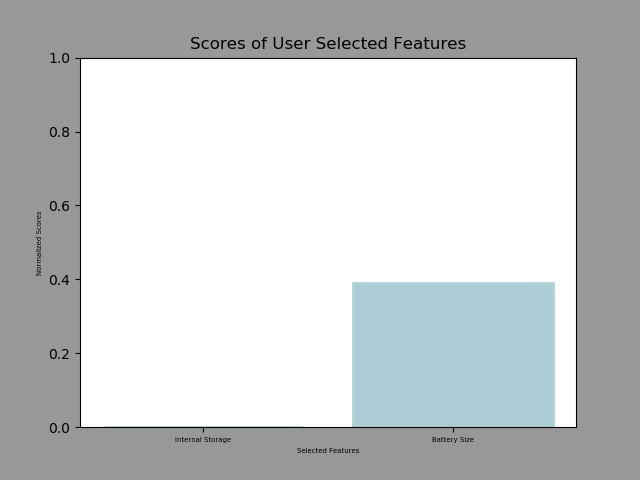 Scores of User Selected Features
1.0
0.8
0.6
0.4
0.2
0.0
Normalized Scores
Internal Storage
Battery Size
Selected Features